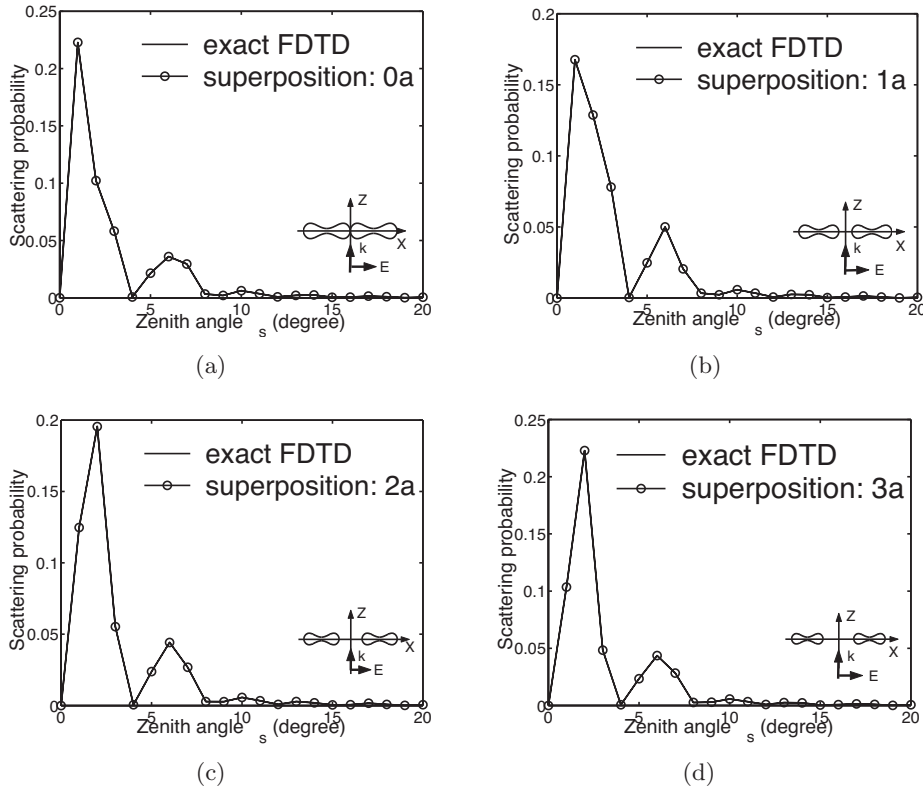 0.25
0.2
0.15
0.1
0.05
0
Scattering probability
exact FDTD
superposition: 0a
Z
X
k
E
0 5 10 15 20
Zenith angle s (degree)
(a)
0.2
0.15
0.1
0.05
0
Scattering probability
exact FDTD
superposition: 1a
Z
X
k
E
0 5 10 15 20
Zenith angle s (degree)
(b)
0.2
0.15
0.1
0.05
0
Scattering probability
exact FDTD
superposition: 2a
Z
X
k
E
0 5 10 15 20
Zenith angle s (degree)
(c)
0.25
0.2
0.15
0.1
0.05
0
Scattering probability
exact FDTD
superposition: 3a
Z
X
k
E
0 5 10 15 20
Zenith angle s (degree)
(d)